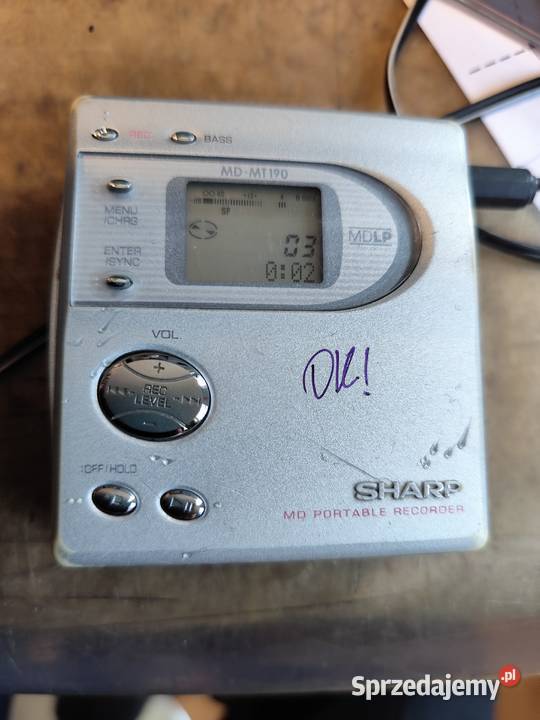 REC
BASS
MD-MT190
MENU
/CHRG
SP
ENTER
/SYNC
03
0:02
MDLP
VOL.
+
REC
LEVEL
−
OK!
:OFF/HOLD
SHARP
MD PORTABLE RECORDER
Sprzedajemy.pl